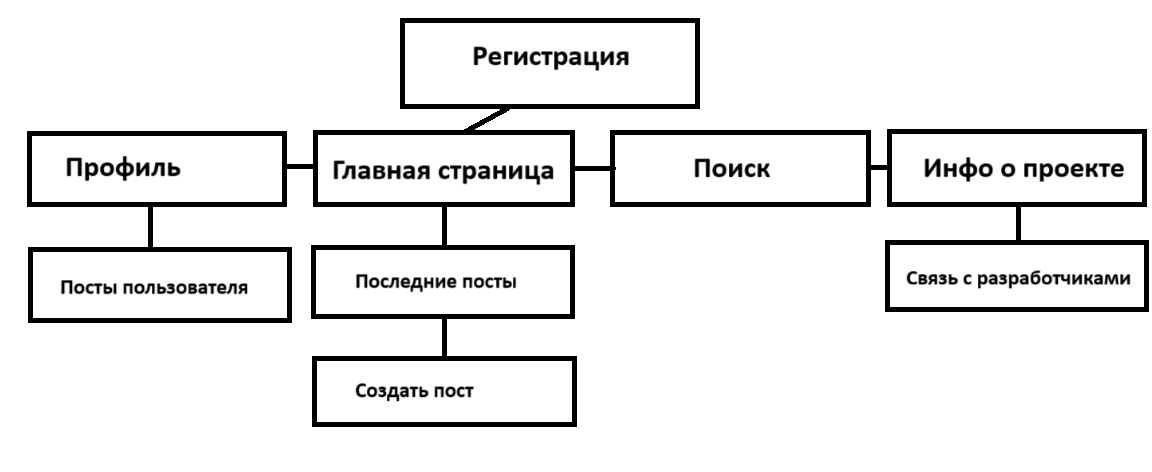 Регистрация
Профиль
Главная страница
Поиск
Инфо о проекте
Посты пользователя
Последние посты
Связь с разработчиками
Создать пост